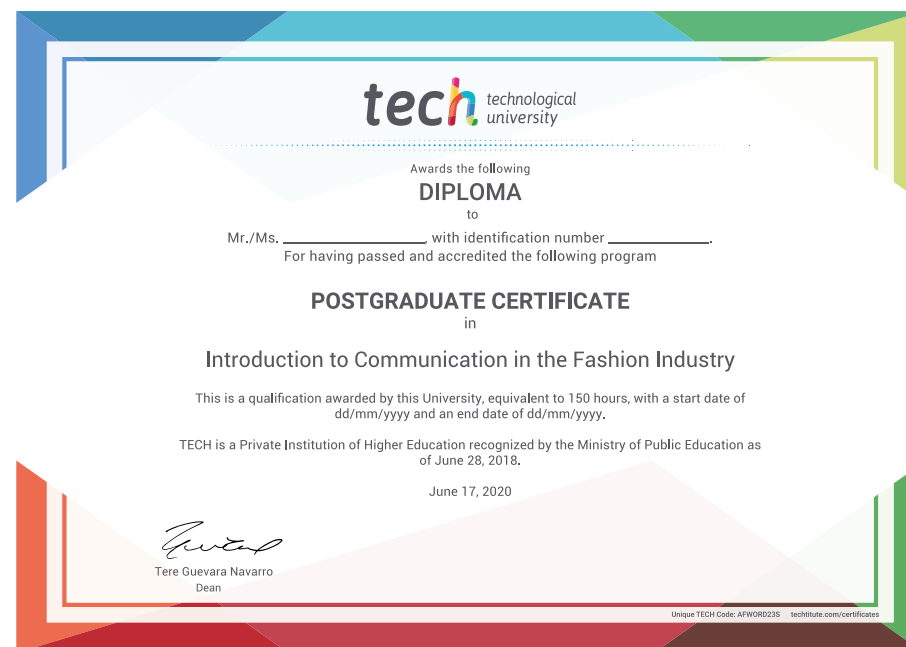 tech technological
university
Awards the following
DIPLOMA
to
Mr./Ms. ____________________, with identification number ______________.
For having passed and accredited the following program
POSTGRADUATE CERTIFICATE
in
Introduction to Communication in the Fashion Industry
This is a qualification awarded by this University, equivalent to 150 hours, with a start date of
dd/mm/yyyy and an end date of dd/mm/yyyy.
TECH is a Private Institution of Higher Education recognized by the Ministry of Public Education as
of June 28, 2018.
June 17, 2020
Tere Guevara Navarro
Dean
Unique TECH Code: AFWORD23S techtitute.com/certificates